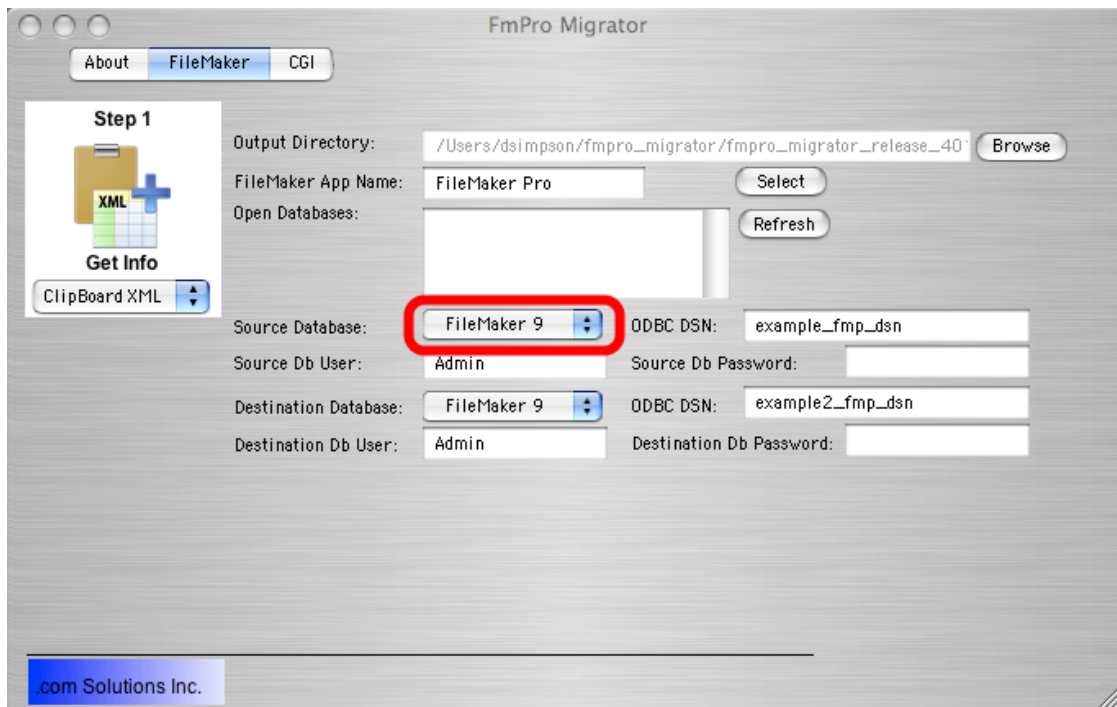 FmPro Migrator
About FileMaker CGI
Step 1
XML
Get Info
ClipBoard XML
Output Directory: /Users/dsimpson/fmpro_migrator/fmpro_migrator_release_40 Browse
FileMaker App Name: FileMaker Pro Select
Open Databases: Refresh
Source Database: FileMaker 9 ODBC DSN: example_fmp_dsn
Source Db User: Admin Source Db Password:
Destination Database: FileMaker 9 ODBC DSN: example2_fmp_dsn
Destination Db User: Admin Destination Db Password:
.com Solutions Inc.